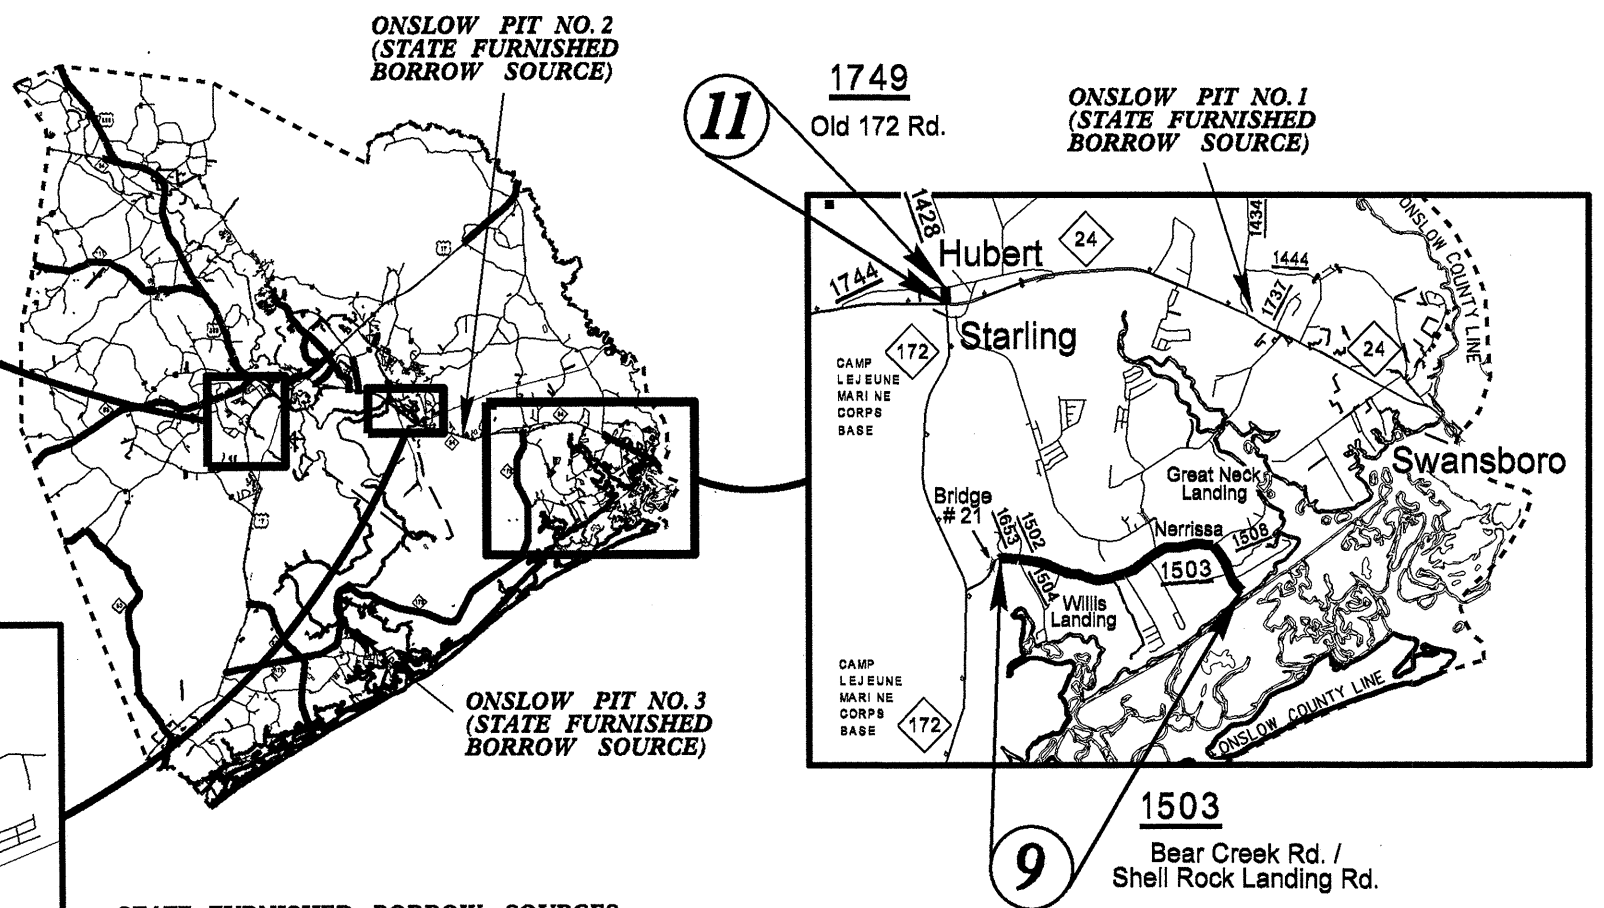 ONSLOW PIT NO. 2
(STATE FURNISHED
BORROW SOURCE)
11
1749
Old 172 Rd.
ONSLOW PIT NO. 1
(STATE FURNISHED
BORROW SOURCE)
1428
Hubert
24
1434
ONSLOW COUNTY LINE
1744
1444
1737
Starling
172
24
CAMP
LEJEUNE
MARINE
CORPS
BASE
Swansboro
Great Neck
Landing
Bridge
# 21
1653
1502
Nerrissa
1508
1503
1504
Willis
Landing
CAMP
LEJEUNE
MARINE
CORPS
BASE
172
ONSLOW COUNTY LINE
ONSLOW PIT NO. 3
(STATE FURNISHED
BORROW SOURCE)
9
1503
Bear Creek Rd. /
Shell Rock Landing Rd.
STATE FURNISHED BORROW SOURCES